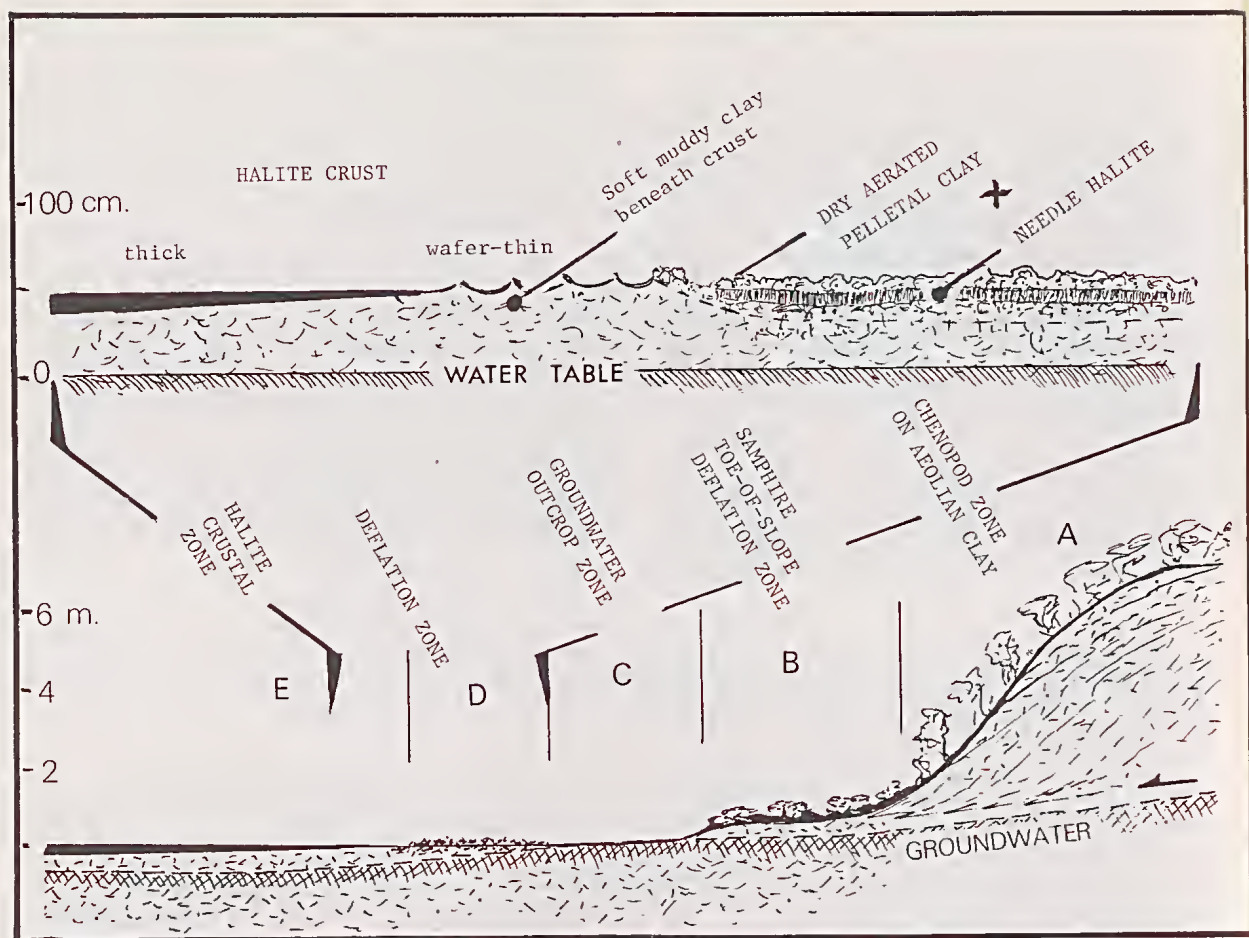 HALITE CRUST
100 cm.
thick
wafer-thin
Soft muddy clay
beneath crust
DRY AERATED
PELLETAL CLAY
+
NEEDLE HALITE
0
WATER TABLE
HALITE
CRUSTAL
ZONE
DEFLATION ZONE
GROUNDWATER
OUTCROP ZONE
SAMPHIRE
TOE-OF-SLOPE
DEFLATION ZONE
CHENOPOD ZONE
ON AEOLIAN CLAY
6 m.
4
2
E
D
C
B
A
GROUNDWATER